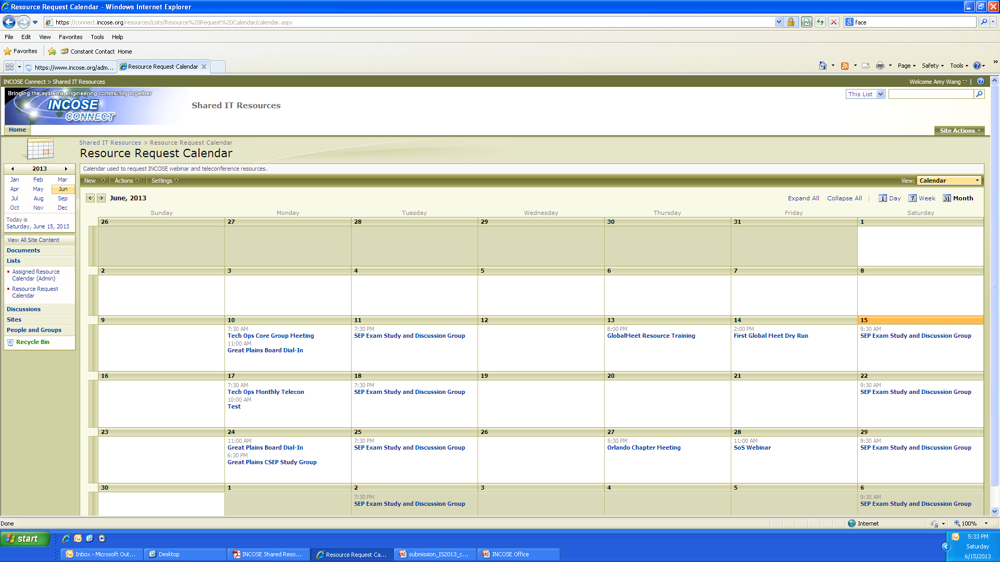 Resource Request Calendar - Windows Internet Explorer
https://connect.incose.org/resources/Lists/Resource%20Request%20Calendar/calendar.aspx
face
File Edit View Favorites Tools Help
Favorites Constant Contact Home
https://www.incose.org/adm... Resource Request Calendar
Page Safety Tools »
INCOSE Connect > Shared IT Resources Welcome Amy Wang
Bringing the systems engineering community together
INCOSE
CONNECT
Shared IT Resources
This List
Home
Site Actions
Shared IT Resources > Resource Request Calendar
Resource Request Calendar
Calendar used to request INCOSE webinar and teleconference resources.
New Actions Settings View: Calendar
2013
Jan Feb Mar
Apr May Jun
Jul Aug Sep
Oct Nov Dec
Today is
Saturday, June 15, 2013
View All Site Content
Documents
Lists
Assigned Resource
Calendar (Admin)
Resource Request
Calendar
Discussions
Sites
People and Groups
Recycle Bin
June, 2013 Expand All Collapse All | 1 Day 7 Week 31 Month
Sunday Monday Tuesday Wednesday Thursday Friday Saturday
26 27 28 29 30 31 1
2 3 4 5 6 7 8
9 10 11 12 13 14 15
7:30 AM 7:30 PM 8:00 PM 2:00 PM 9:30 AM
Tech Ops Core Group Meeting SEP Exam Study and Discussion Group GlobalMeet Resource Training First Global Meet Dry Run SEP Exam Study and Discussion Group
11:00 AM
Great Plains Board Dial-In
16 17 18 19 20 21 22
7:30 AM 7:30 PM 9:30 AM
Tech Ops Monthly Telecon SEP Exam Study and Discussion Group SEP Exam Study and Discussion Group
10:00 AM
Test
23 24 25 26 27 28 29
11:00 AM 7:30 PM 5:30 PM 11:00 AM 9:30 AM
Great Plains Board Dial-In SEP Exam Study and Discussion Group Orlando Chapter Meeting SoS Webinar SEP Exam Study and Discussion Group
6:30 PM
Great Plains CSEP Study Group
30 1 2 3 4 5 6
7:30 PM 9:30 AM
SEP Exam Study and Discussion Group SEP Exam Study and Discussion Group
Done Internet 100%
start
Inbox - Microsoft Out... Desktop INCOSE Shared Reso... Resource Request Ca... submission_IS2013_c... INCOSE Office
5:33 PM
Saturday
6/15/2013